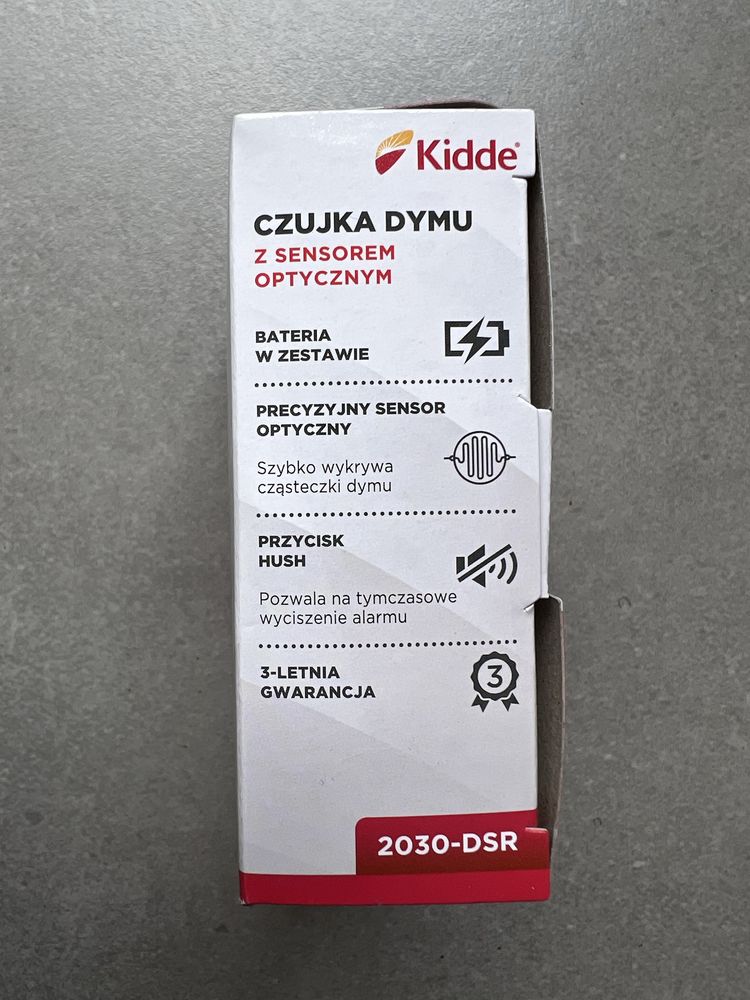 Kidde®
CZUJKA DYMU
Z SENSOREM
OPTYCZNYM
BATERIA
W ZESTAWIE
PRECYZYJNY SENSOR
OPTYCZNY
Szybko wykrywa
cząsteczki dymu
PRZYCISK
HUSH
Pozwala na tymczasowe
wyciszenie alarmu
3-LETNIA
GWARANCJA
3
2030-DSR